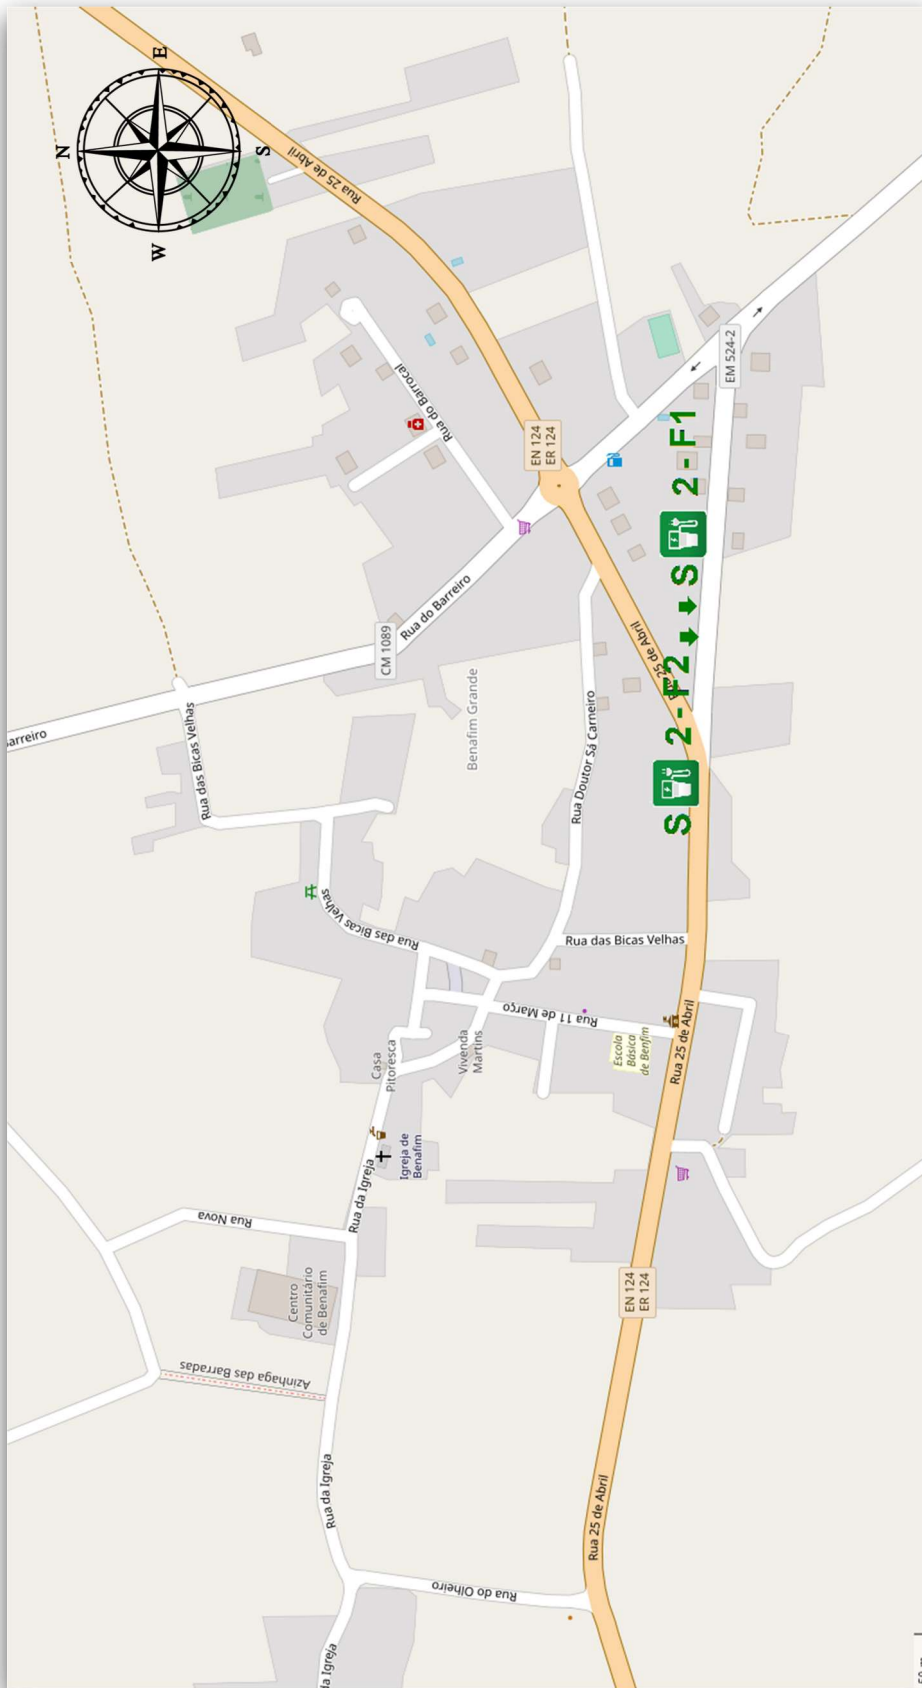 N
E
S
W
Rua 25 de Abril
Rua do Barrocal
EN 124
ER 124
EM 524-2
S 2 - F1
Rua do Barreiro
CM 1089
Rua 25 de Abril
S 2 - F2
Benafim Grande
Rua Doutor Sá Carneiro
arreiro
Rua das Bicas Velhas
Rua das Bicas Velhas
Rua das Bicas Velhas
Rua 11 de Março
Vivenda
Martins
Casa
Pitoresca
Escola
Básica
de Benfim
Rua 25 de Abril
Igreja de
Benafim
Rua da Igreja
Rua Nova
Centro
Comunitário
de Benafim
Azinhaga das Barradas
EN 124
ER 124
Rua da Igreja
Rua 25 de Abril
Rua do Olheiro
da Igreja